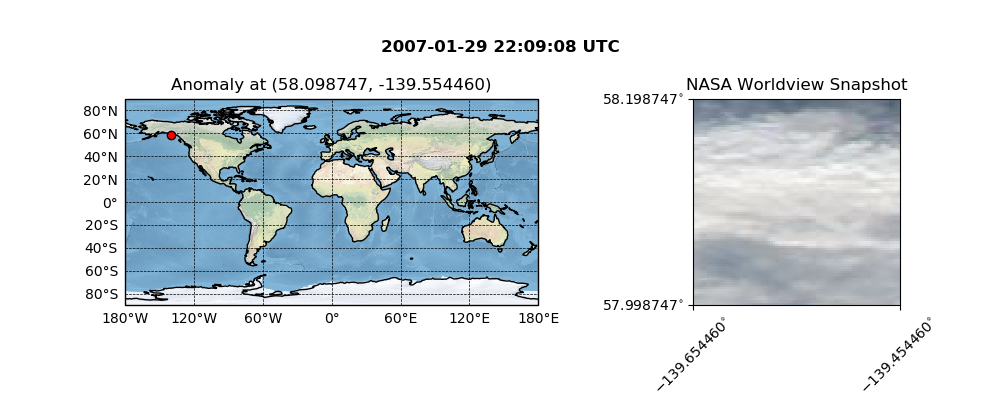 2007-01-29 22:09:08 UTC
Anomaly at (58.098747, -139.554460)
80°N
60°N
40°N
20°N
0°
20°S
40°S
60°S
80°S
180°W 120°W 60°W 0° 60°E 120°E 180°E
NASA Worldview Snapshot
58.198747°
57.998747°
−139.654460°
−139.454460°